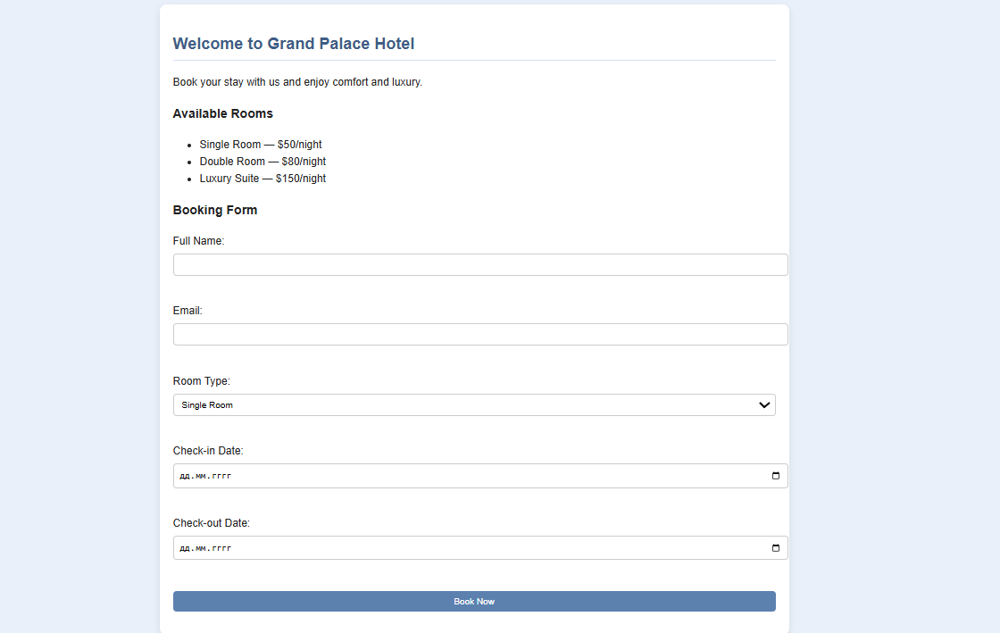 Welcome to Grand Palace Hotel
Book your stay with us and enjoy comfort and luxury.
Available Rooms
Single Room — $50/night
Double Room — $80/night
Luxury Suite — $150/night
Booking Form
Full Name:
Email:
Room Type:
Single Room
Check-in Date:
дд.мм.гггг
Check-out Date:
дд.мм.гггг
Book Now